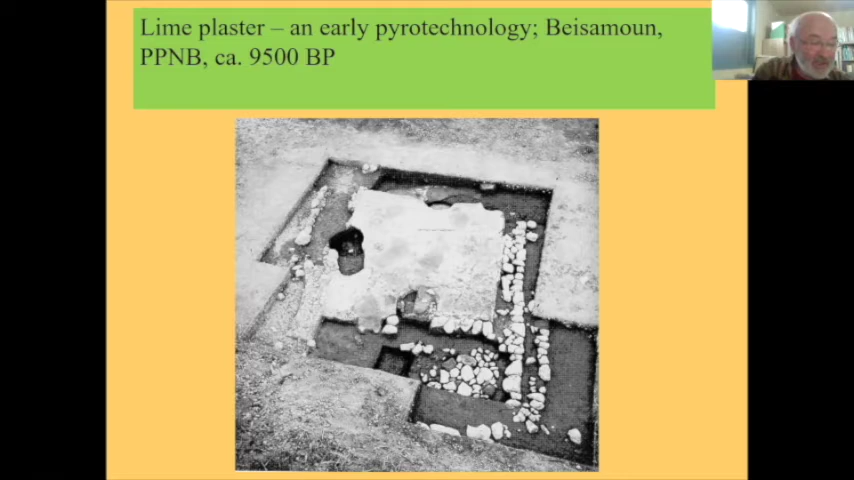 Lime plaster – an early pyrotechnology; Beisamoun,
PPNB, ca. 9500 BP